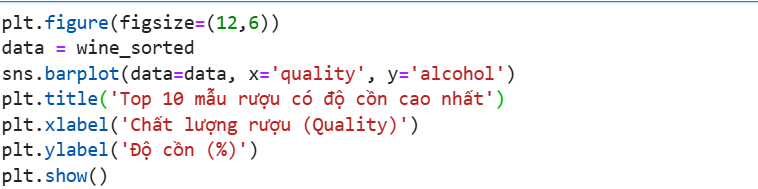 plt.figure(figsize=(12,6))
data = wine_sorted
sns.barplot(data=data, x='quality', y='alcohol')
plt.title('Top 10 mẫu rượu có độ cồn cao nhất')
plt.xlabel('Chất lượng rượu (Quality)')
plt.ylabel('Độ cồn (%)')
plt.show()